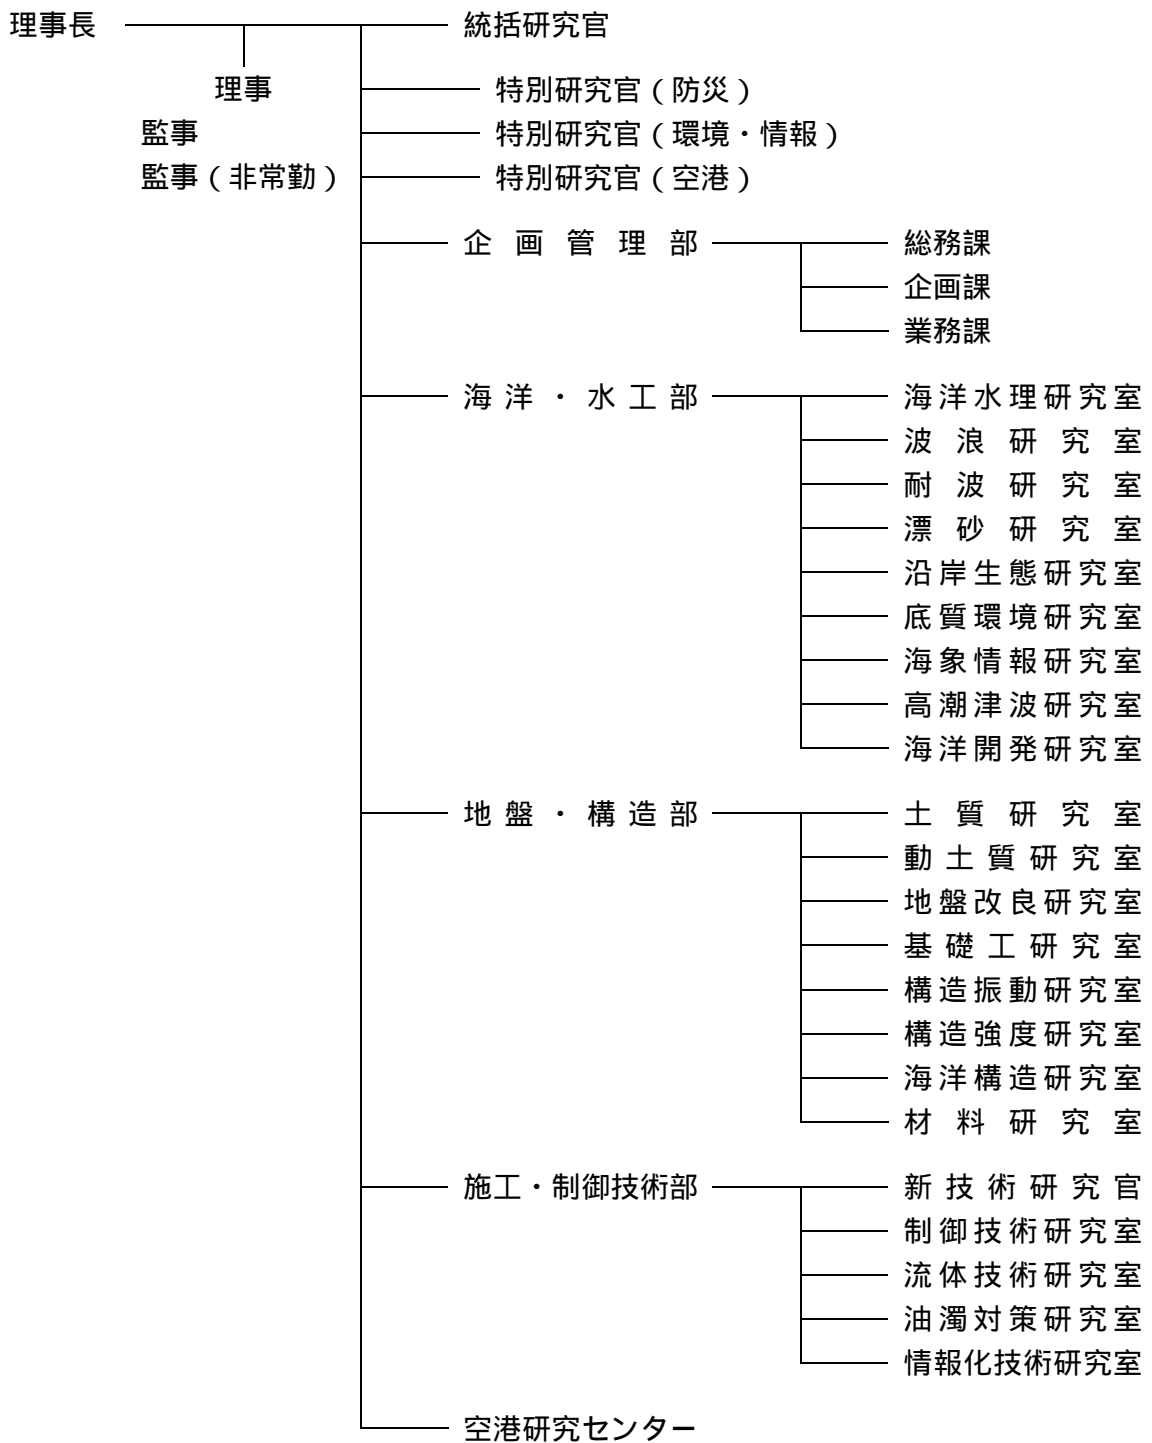 理事長 統括研究官
理事 特別研究官（防災）
監事 特別研究官（環境・情報）
監事（非常勤） 特別研究官（空港）
企画管理部 総務課
企画課
業務課
海洋・水工部 海洋水理研究室
波浪研究室
耐波研究室
漂砂研究室
沿岸生態研究室
底質環境研究室
海象情報研究室
高潮津波研究室
海洋開発研究室
地盤・構造部 土質研究室
動土質研究室
地盤改良研究室
基礎工研究室
構造振動研究室
構造強度研究室
海洋構造研究室
材料研究室
施工・制御技術部 新技術研究官
制御技術研究室
流体技術研究室
油濁対策研究室
情報化技術研究室
空港研究センター